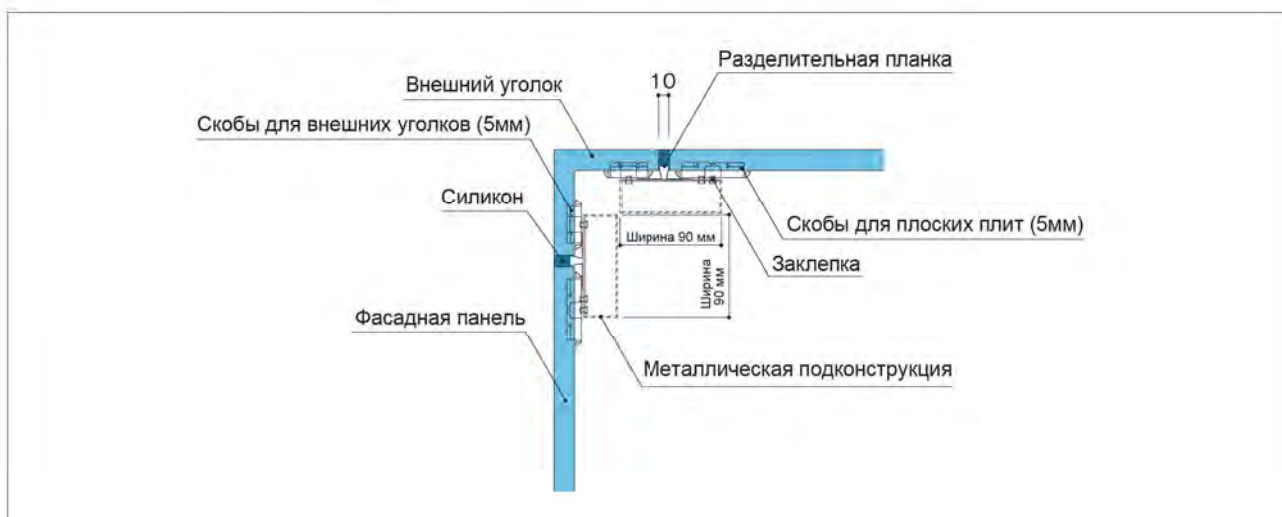 Разделительная планка
10
Внешний уголок
Скобы для внешних уголков (5мм)
Силикон
Скобы для плоских плит (5мм)
Ширина 90 мм
Заклепка
Ширина
90 мм
Фасадная панель
Металлическая подконструкция